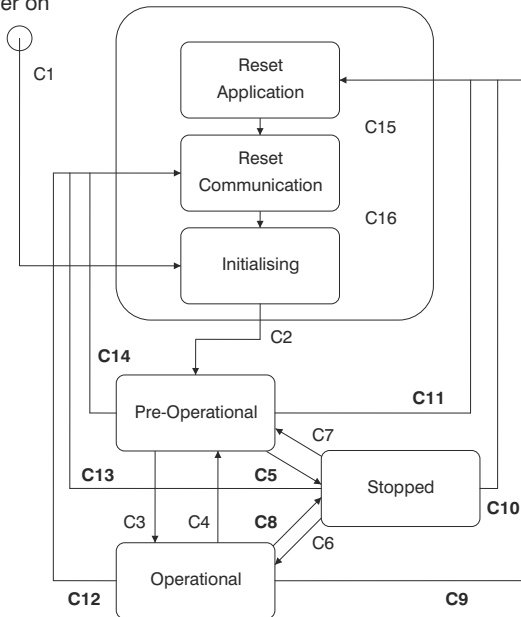 on
C1
Reset
Application
C15
Reset
Communication
C16
Initialising
C2
C14
Pre-Operational
C11
C7
C13
C5
Stopped
C10
C3
C4
C8
C6
Operational
C12
C9